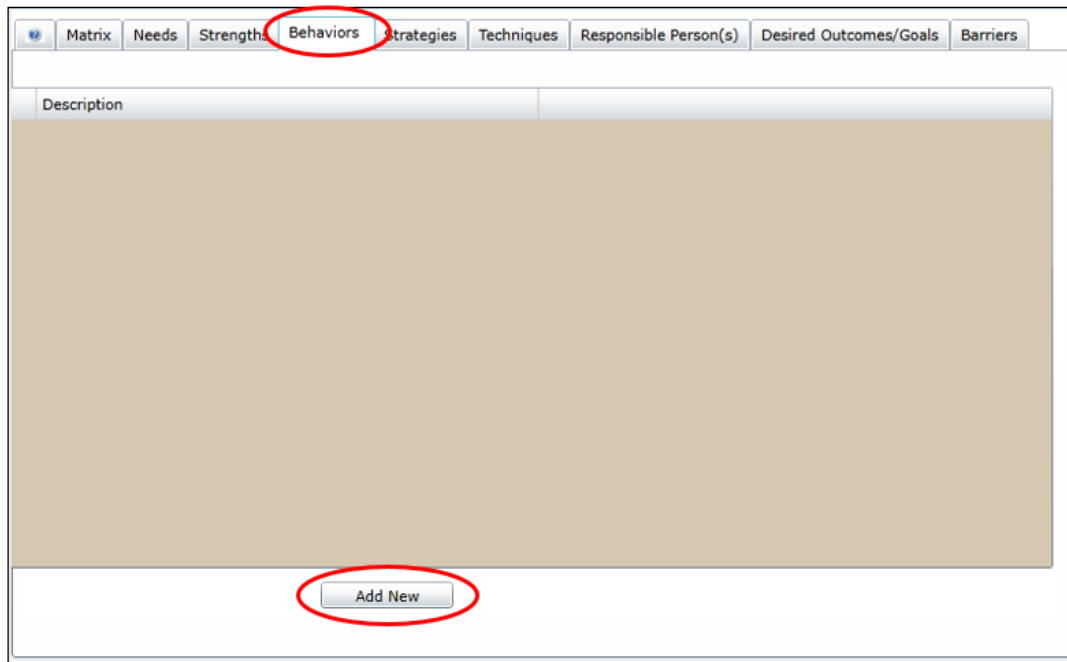 Matrix Needs Strengths Behaviors Strategies Techniques Responsible Person(s) Desired Outcomes/Goals Barriers
Description
Add New